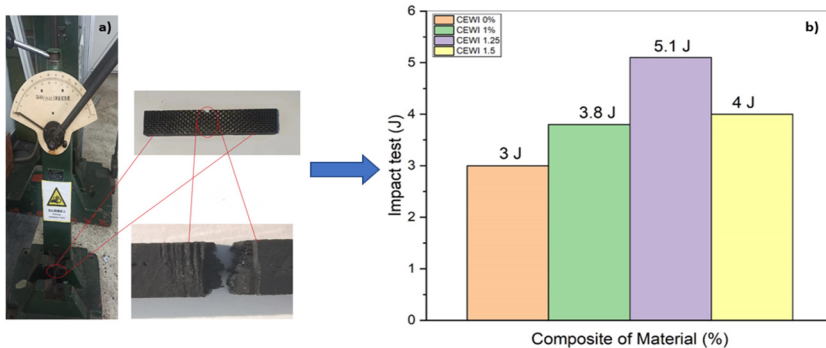 a)
b)
CEWI 0%
CEWI 1%
CEWI 1.25
CEWI 1.5
3 J
3.8 J
5.1 J
4 J
Impact test (J)
6
5
4
3
2
1
0
Composite of Material (%)